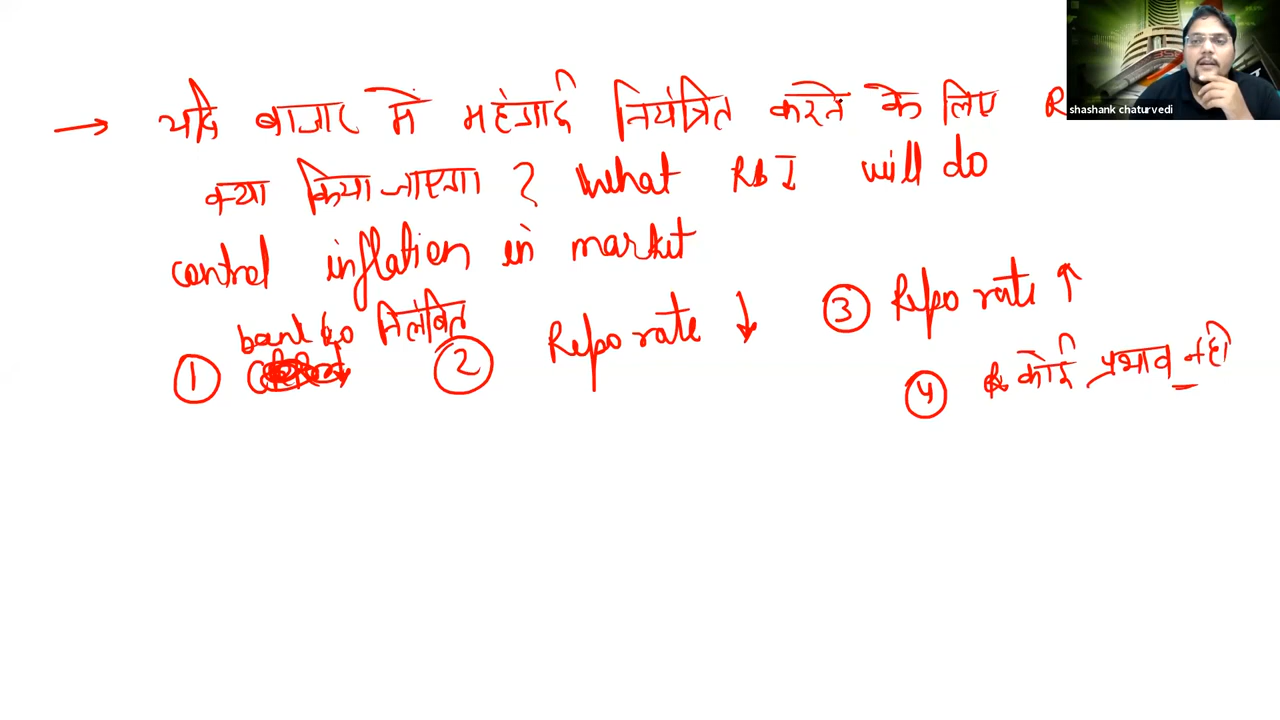 → यदि बाजार में महंगाई नियंत्रित करने के लिए R
क्या किया जाएगा ? What RBI will do
control inflation in market
① bank को निलंबित
② Repo rate ↓
③ Repo rate ↑
④ कोई प्रभाव नही
shashank chaturvedi